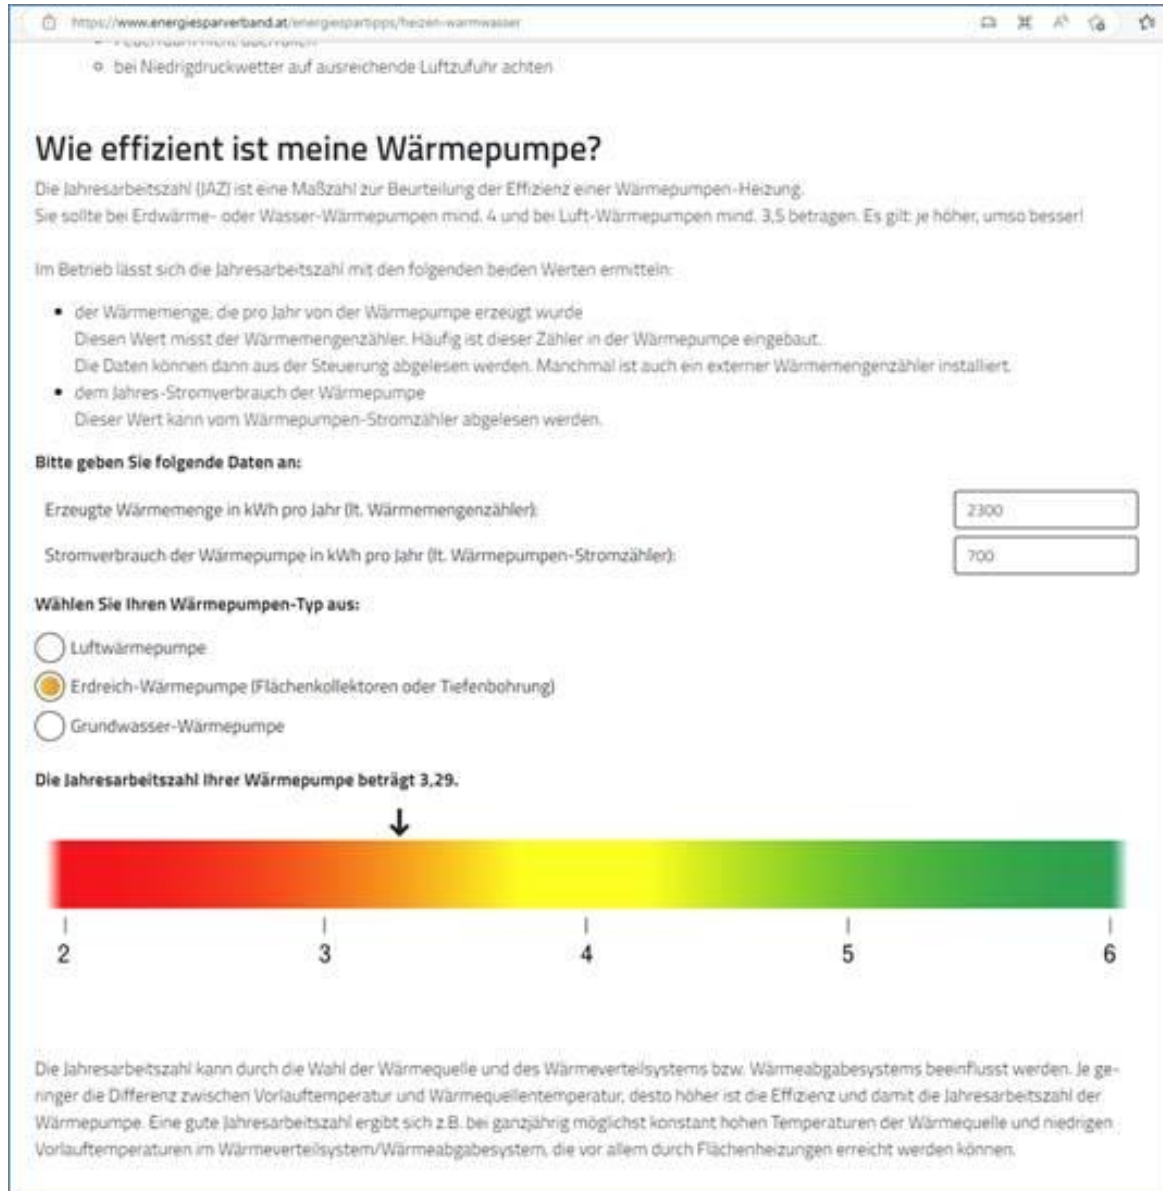 https://www.energiesparverband.at/energiespartipps/heizen-warmwasser
bei Niedrigdruckwetter auf ausreichende Luftzufuhr achten
Wie effizient ist meine Wärmepumpe?
Die Jahresarbeitszahl (JAZ) ist eine Maßzahl zur Beurteilung der Effizienz einer Wärmepumpen-Heizung.
Sie sollte bei Erdwärme- oder Wasser-Wärmepumpen mind. 4 und bei Luft-Wärmepumpen mind. 3,5 betragen. Es gilt: je höher, umso besser!
Im Betrieb lässt sich die Jahresarbeitszahl mit den folgenden beiden Werten ermitteln:
• der Wärmemenge, die pro Jahr von der Wärmepumpe erzeugt wurde
Diesen Wert misst der Wärmemengenzähler. Häufig ist dieser Zähler in der Wärmepumpe eingebaut.
Die Daten können dann aus der Steuerung abgelesen werden. Manchmal ist auch ein externer Wärmemengenzähler installiert.
• dem Jahres-Stromverbrauch der Wärmepumpe
Dieser Wert kann vom Wärmepumpen-Stromzähler abgelesen werden.
Bitte geben Sie folgende Daten an:
Erzeugte Wärmemenge in kWh pro Jahr (lt. Wärmemengenzähler): 2300
Stromverbrauch der Wärmepumpe in kWh pro Jahr (lt. Wärmepumpen-Stromzähler): 700
Wählen Sie Ihren Wärmepumpen-Typ aus:
Luftwärmepumpe
Erdreich-Wärmepumpe (Flächenkollektoren oder Tiefenbohrung)
Grundwasser-Wärmepumpe
Die Jahresarbeitszahl Ihrer Wärmepumpe beträgt 3,29.
2 3 4 5 6
Die Jahresarbeitszahl kann durch die Wahl der Wärmequelle und des Wärmeverteilsystems bzw. Wärmeabgabesystems beeinflusst werden. Je ge-
ringer die Differenz zwischen Vorlauftemperatur und Wärmequellentemperatur, desto höher ist die Effizienz und damit die Jahresarbeitszahl der
Wärmepumpe. Eine gute Jahresarbeitszahl ergibt sich z.B. bei ganzjährig möglichst konstant hohen Temperaturen der Wärmequelle und niedrigen
Vorlauftemperaturen im Wärmeverteilsystem/Wärmeabgabesystem, die vor allem durch Flächenheizungen erreicht werden können.